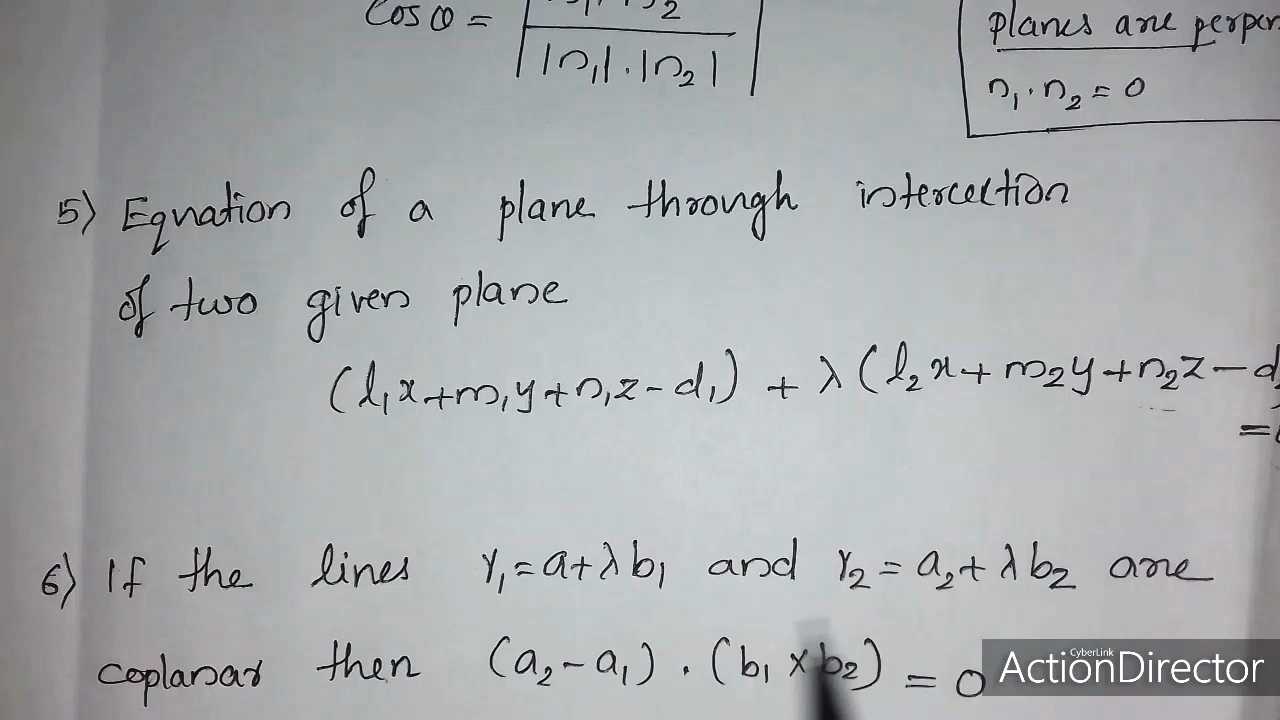 Cos θ =
|n₁|.|n₂|
planes are
n₁.n₂ = 0
5) Equation of a plane through intercection
of two given plane
(l₁x+m₁y+n₁z-d₁) + λ(l₂x+m₂y+n₂z-d₂
=
6) If the lines r₁=a+λb₁ and r₂=a₂+λb₂ are
coplanar then (a₂-a₁).(b₁×b₂) = 0
CyberLink
ActionDirector